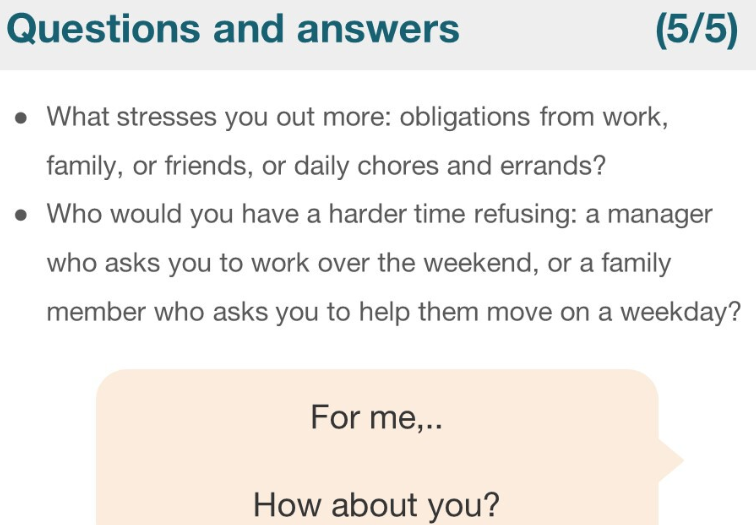 Questions and answers (5/5)
● What stresses you out more: obligations from work,
family, or friends, or daily chores and errands?
● Who would you have a harder time refusing: a manager
who asks you to work over the weekend, or a family
member who asks you to help them move on a weekday?
For me,..
How about you?